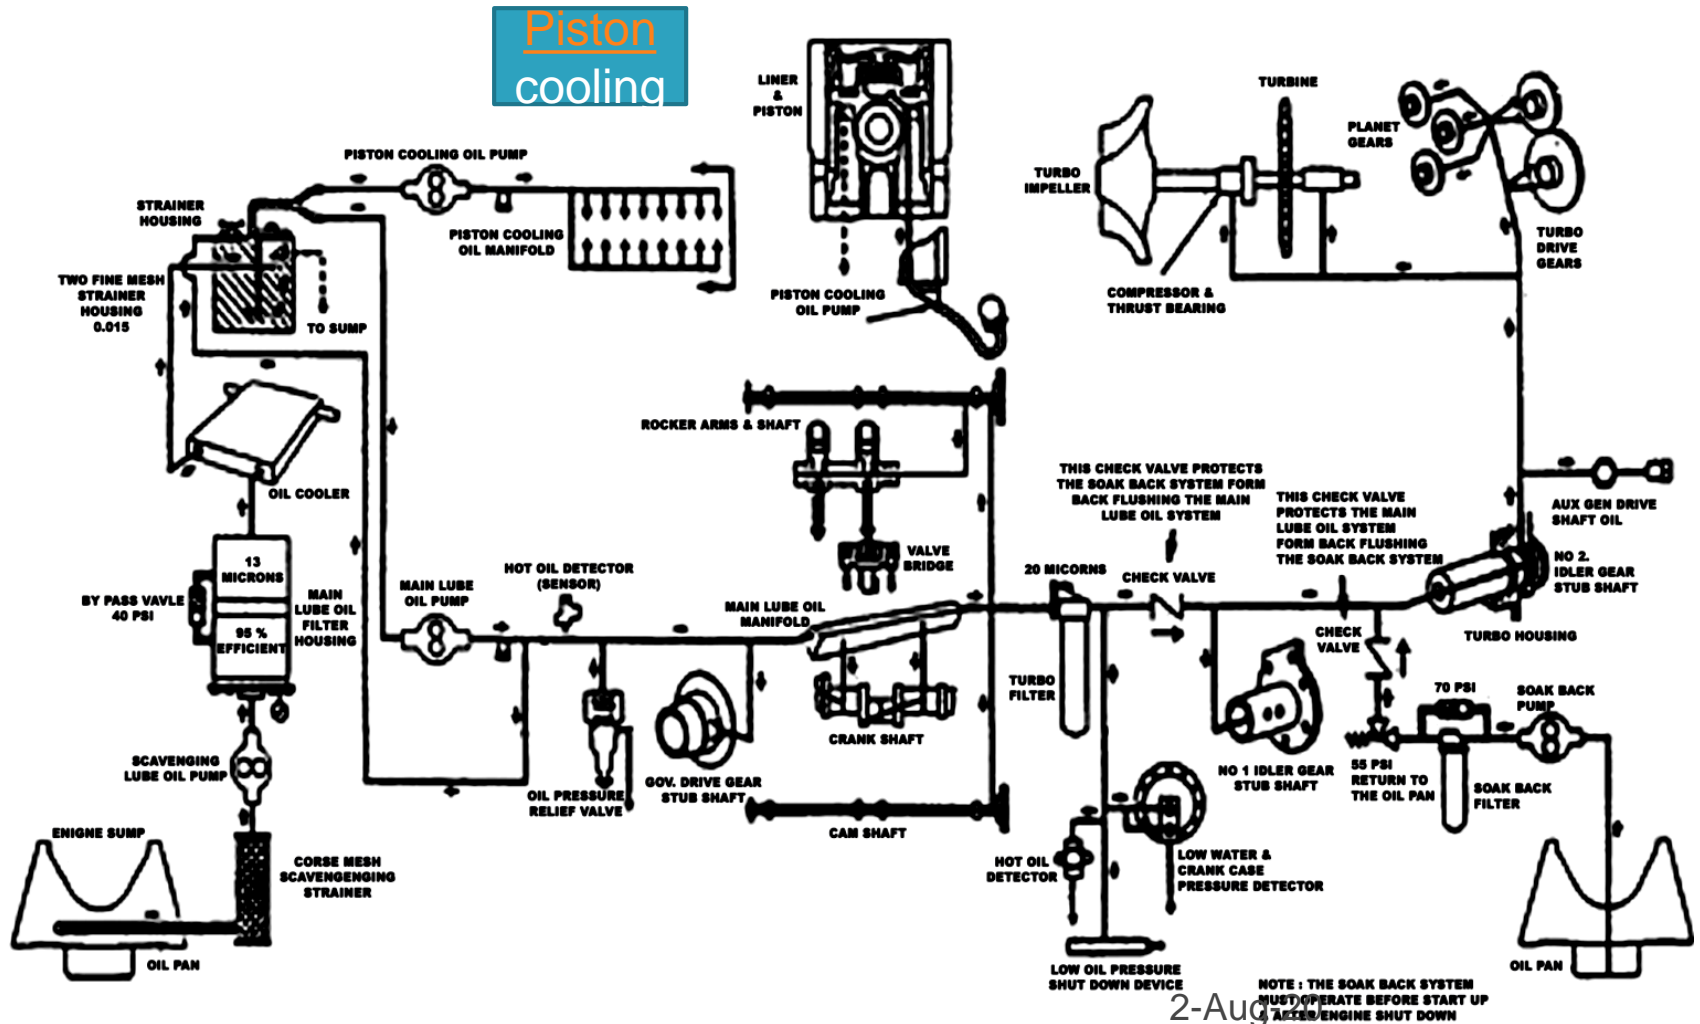 Piston
cooling
LINER
&
PISTON
TURBINE
PLANET
GEARS
PISTON COOLING OIL PUMP
TURBO
IMPELLER
STRAINER
HOUSING
PISTON COOLING
OIL MANIFOLD
TURBO
DRIVE
GEARS
TWO FINE MESH
STRAINER
HOUSING
0.015
TO SUMP
PISTON COOLING
OIL PUMP
COMPRESSOR &
THRUST BEARING
ROCKER ARMS & SHAFT
OIL COOLER
THIS CHECK VALVE PROTECTS
THE SOAK BACK SYSTEM FORM
BACK FLUSHING THE MAIN
LUBE OIL SYSTEM
THIS CHECK VALVE
PROTECTS THE MAIN
LUBE OIL SYSTEM
FORM BACK FLUSHING
THE SOAK BACK SYSTEM
AUX GEN DRIVE
SHAFT OIL
VALVE
BRIDGE
NO 2.
IDLER GEAR
STUB SHAFT
13
MICRONS
95 %
EFFICIENT
BY PASS VAVLE
40 PSI
MAIN
LUBE OIL
FILTER
HOUSING
MAIN LUBE
OIL PUMP
HOT OIL DETECTOR
(SENSOR)
MAIN LUBE OIL
MANIFOLD
20 MICORNS
CHECK VALVE
CHECK
VALVE
TURBO HOUSING
TURBO
FILTER
70 PSI
SOAK BACK
PUMP
CRANK SHAFT
SCAVENGING
LUBE OIL PUMP
GOV. DRIVE GEAR
STUB SHAFT
NO 1 IDLER GEAR
STUB SHAFT
55 PSI
RETURN TO
THE OIL PAN
SOAK BACK
FILTER
OIL PRESSURE
RELIEF VALVE
ENIGNE SUMP
CAM SHAFT
CORSE MESH
SCAVENGENGING
STRAINER
HOT OIL
DETECTOR
LOW WATER &
CRANK CASE
PRESSURE DETECTOR
OIL PAN
LOW OIL PRESSURE
SHUT DOWN DEVICE
OIL PAN
NOTE : THE SOAK BACK SYSTEM
MUST OPERATE BEFORE START UP
& AFTER ENGINE SHUT DOWN
2-Aug-20